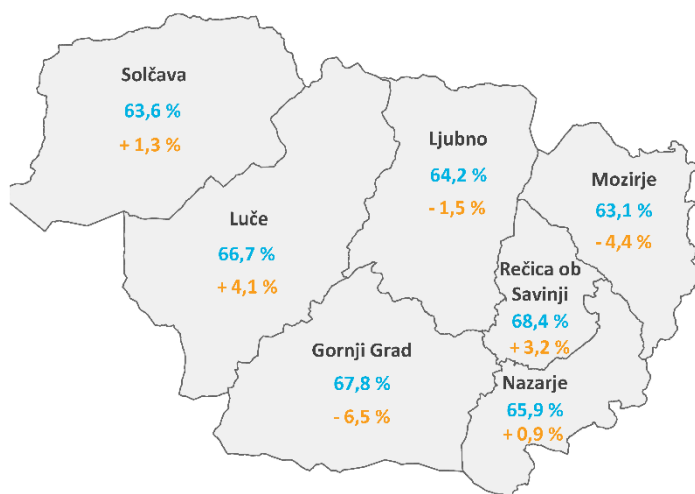 Solčava
63,6 %
+ 1,3 %
Ljubno
64,2 %
- 1,5 %
Mozirje
63,1 %
- 4,4 %
Luče
66,7 %
+ 4,1 %
Rečica ob
Savinji
68,4 %
+ 3,2 %
Gornji Grad
67,8 %
- 6,5 %
Nazarje
65,9 %
+ 0,9 %